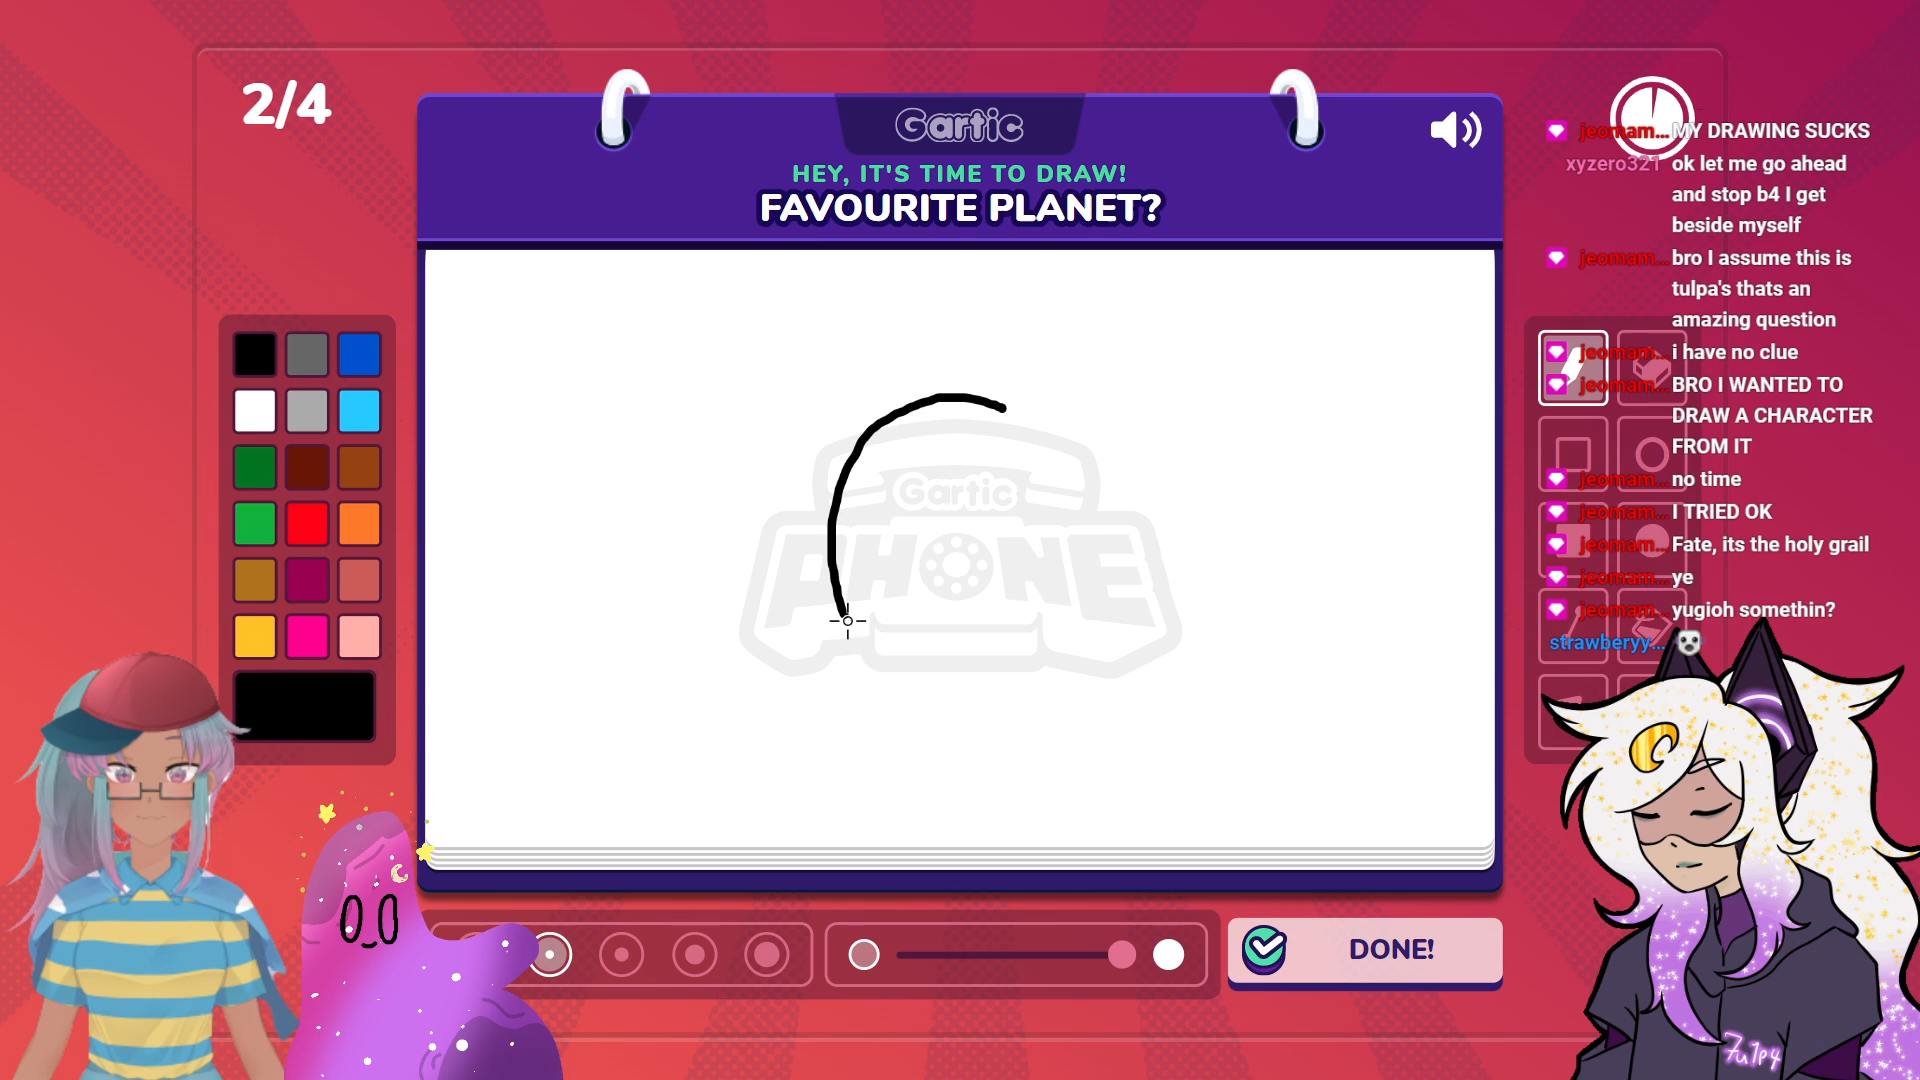 2/4
Gartic
HEY, IT'S TIME TO DRAW!
FAVOURITE PLANET?
Gartic
PHONE
DONE!
jeomam... MY DRAWING SUCKS
xyzero321 ok let me go ahead
and stop b4 I get
beside myself
jeomam... bro I assume this is
tulpa's thats an
amazing question
jeomam... i have no clue
jeomam... BRO I WANTED TO
DRAW A CHARACTER
FROM IT
jeomam... no time
jeomam... I TRIED OK
jeomam... Fate, its the holy grail
jeomam... ye
jeomam... yugioh somethin?
strawberyy...
Tu1p4